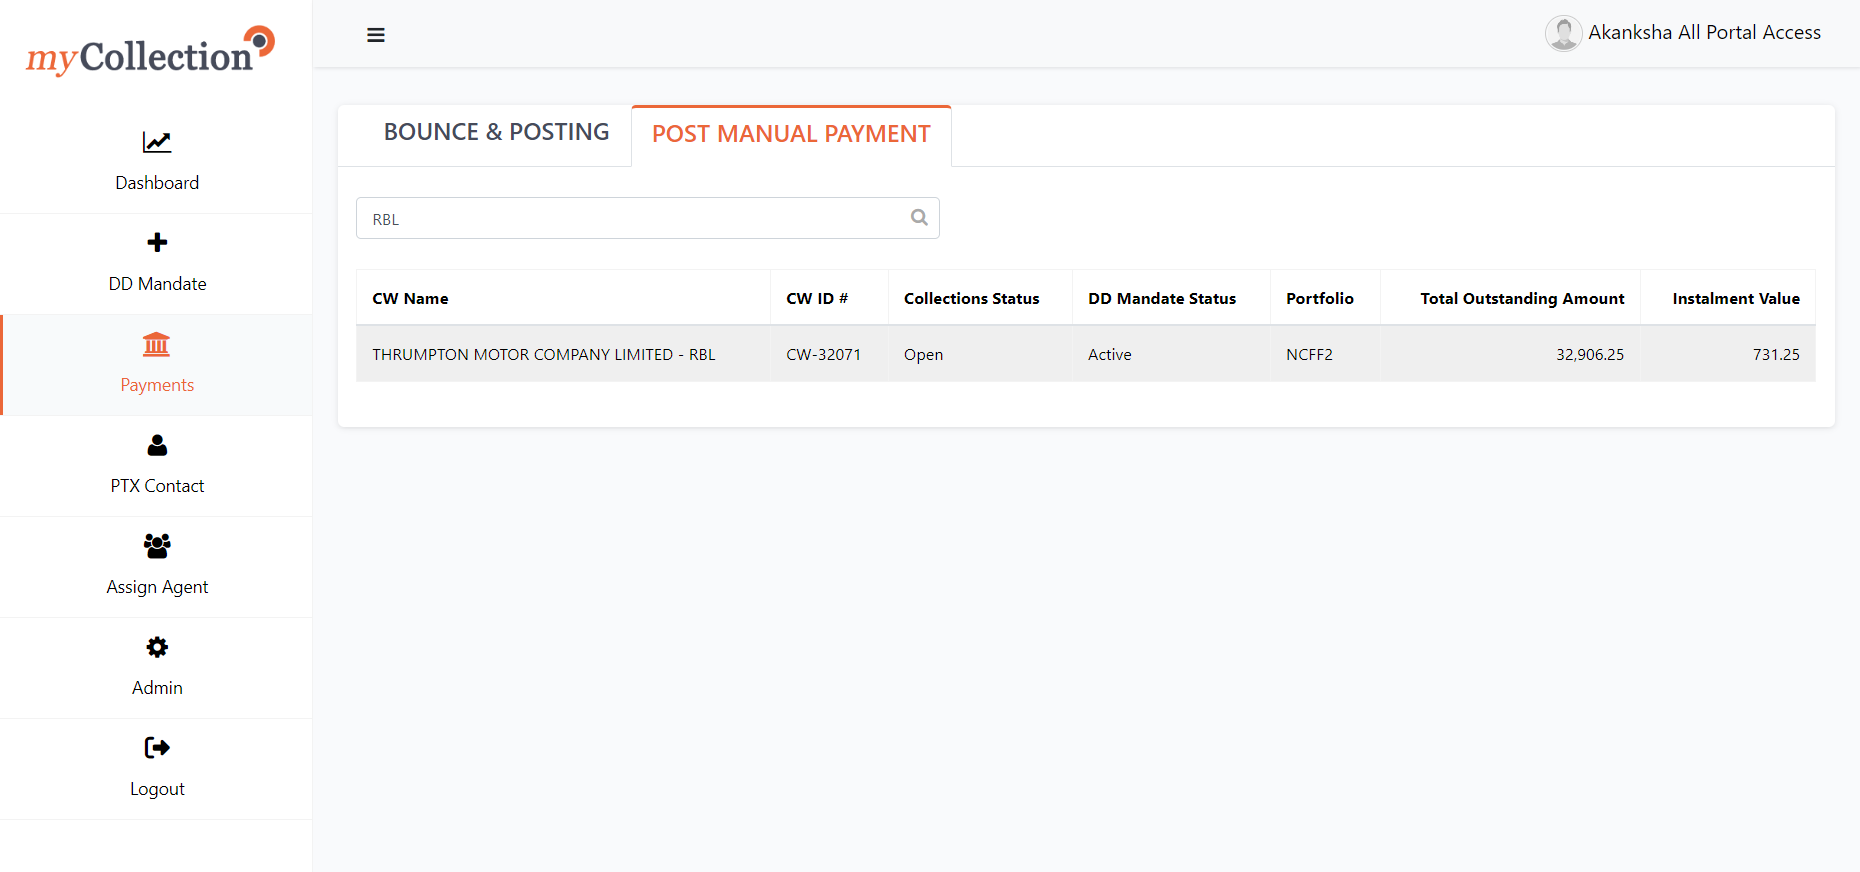 myCollection
Akanksha All Portal Access
Dashboard
DD Mandate
Payments
PTX Contact
Assign Agent
Admin
Logout
BOUNCE & POSTING POST MANUAL PAYMENT
RBL
CW Name CW ID # Collections Status DD Mandate Status Portfolio Total Outstanding Amount Instalment Value
THRUMPTON MOTOR COMPANY LIMITED - RBL CW-32071 Open Active NCFF2 32,906.25 731.25